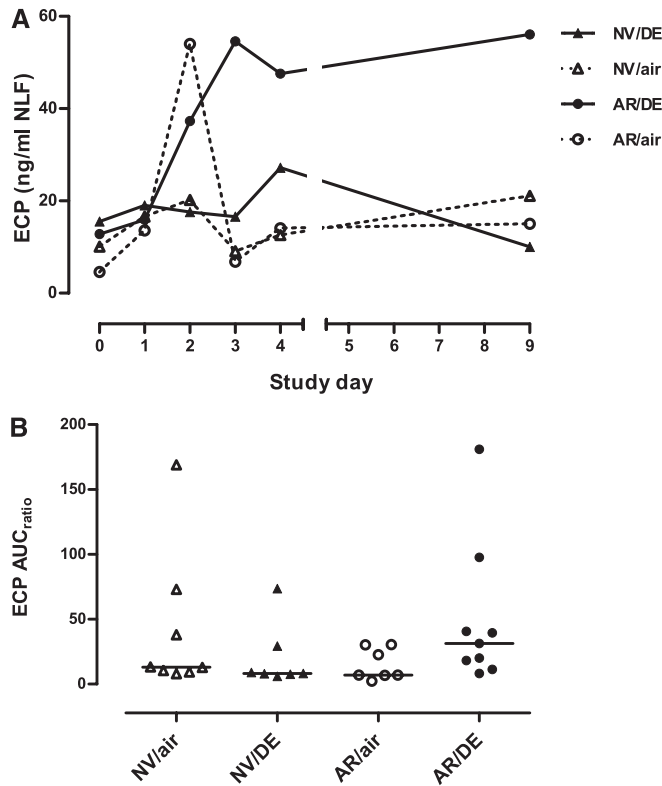 A
ECP (ng/ml NLF)
60
40
20
0
NV/DE
NV/air
AR/DE
AR/air
0 1 2 3 4 5 6 7 8 9
Study day
B
ECP AUCratio
200
150
100
50
0
NV/air NV/DE AR/air AR/DE